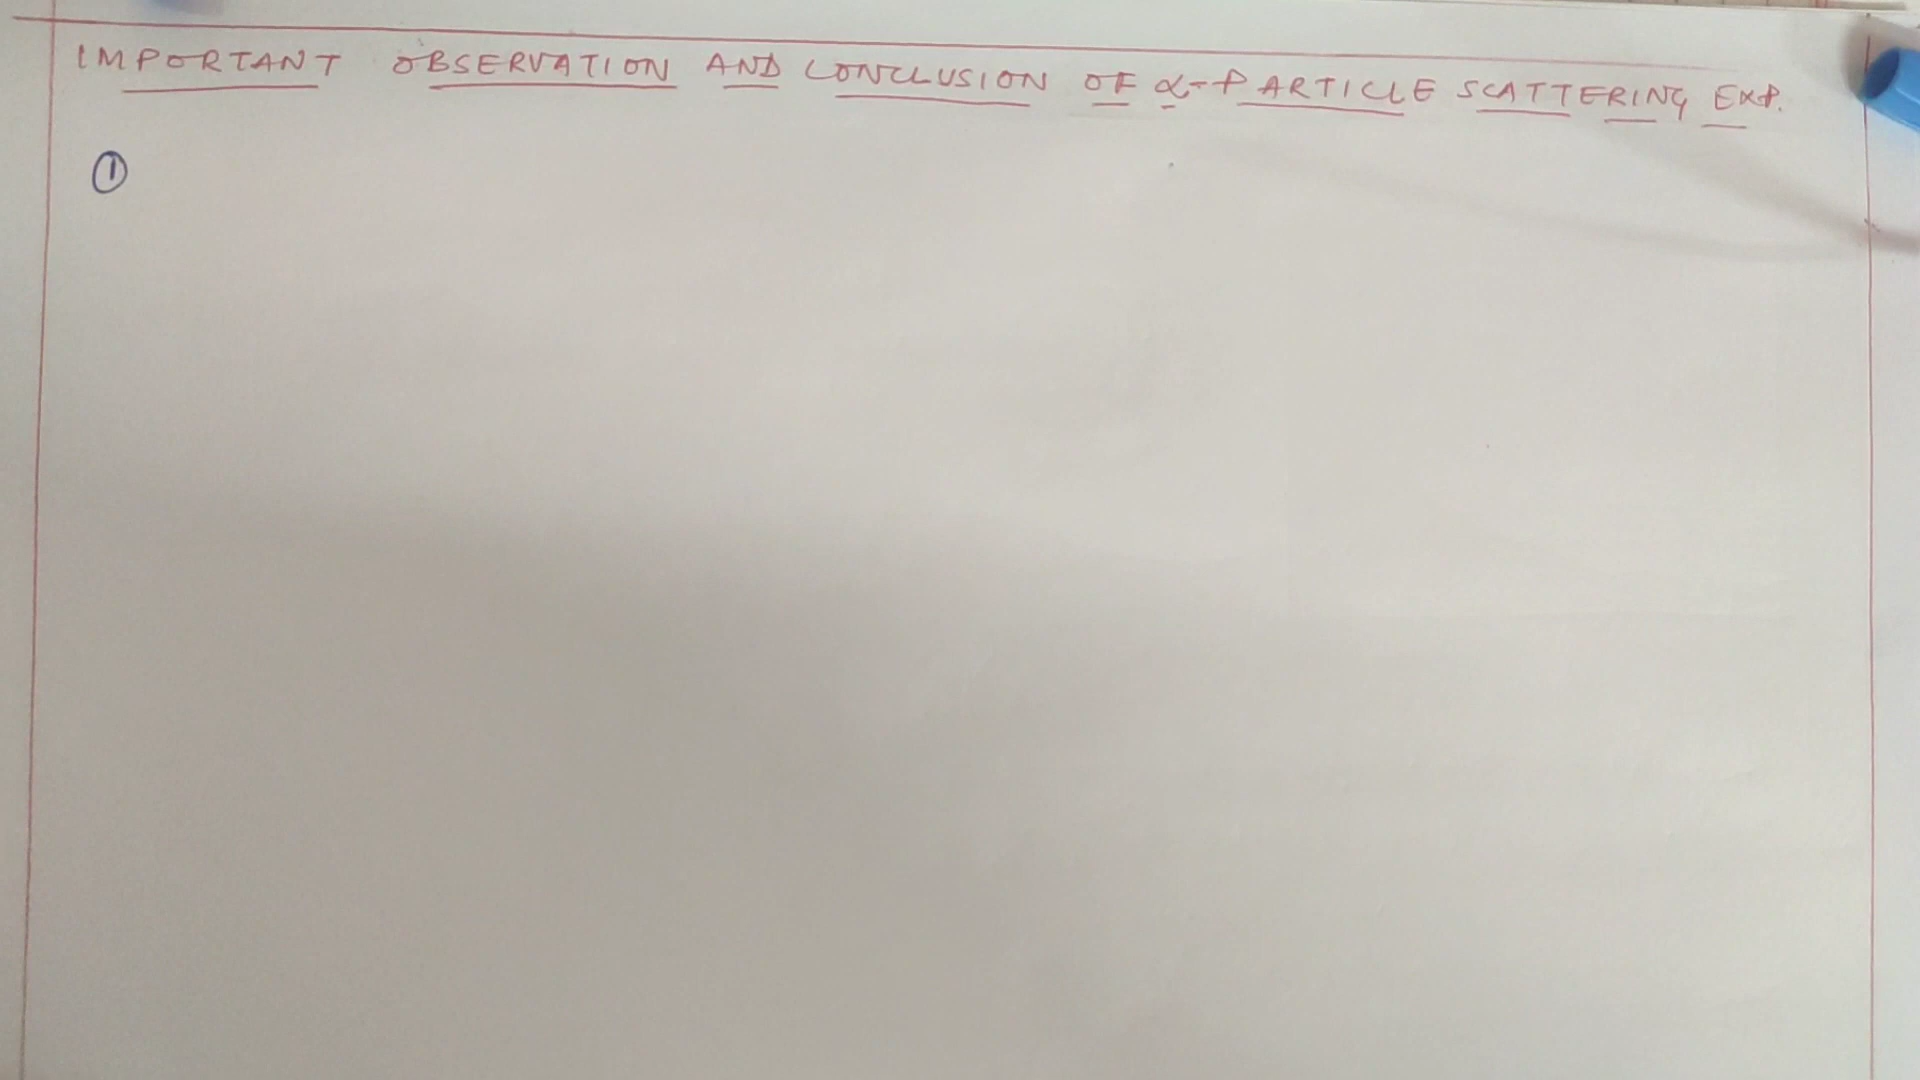 IMPORTANT OBSERVATION AND CONCLUSION OF α-PARTICLE SCATTERING EXP.
①